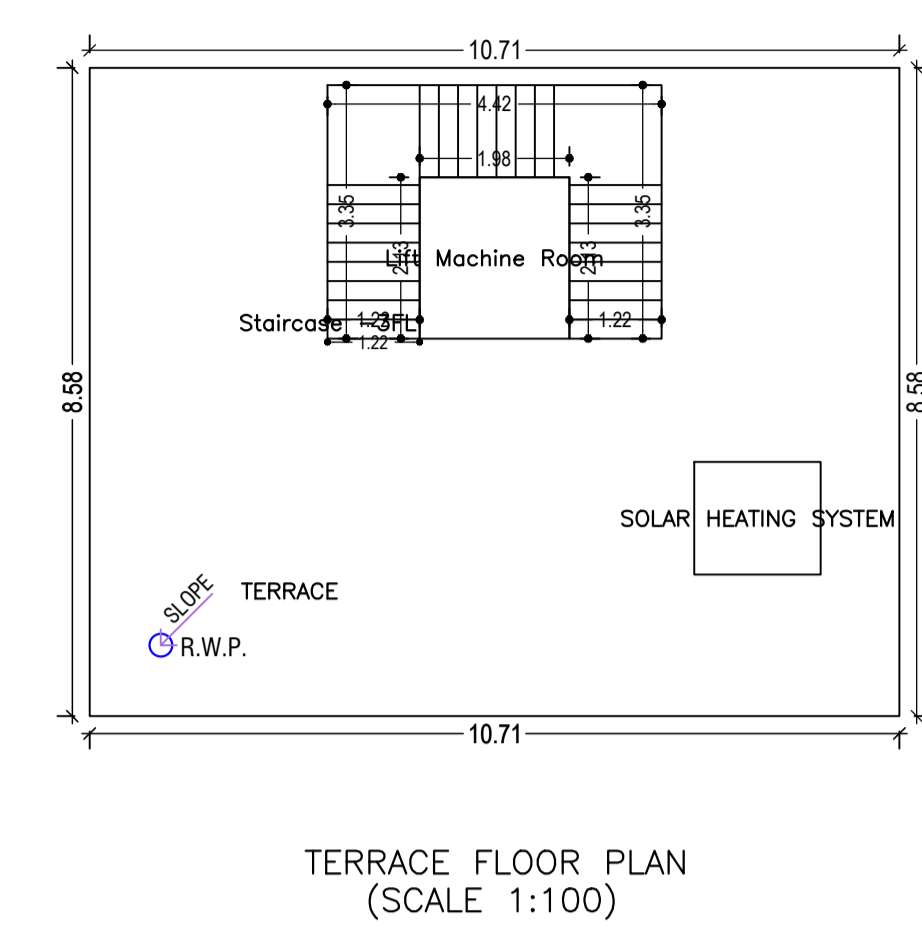 10.71
4.42
1.98
3.35
3.35
2.13
2.13
Lift Machine Room
Staircase -3FL
1.22
1.22
1.22
8.58
8.58
SOLAR HEATING SYSTEM
SLOPE
TERRACE
R.W.P.
10.71
TERRACE FLOOR PLAN
(SCALE 1:100)